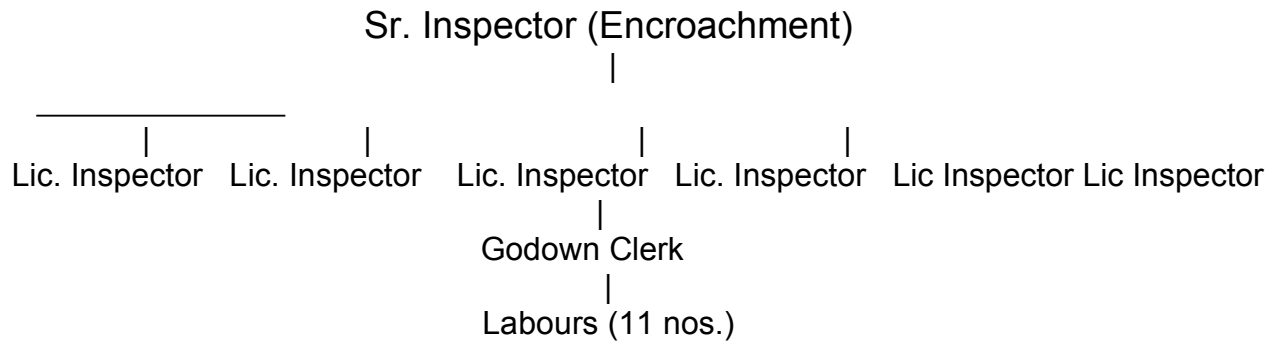 Sr. Inspector (Encroachment)
Lic. Inspector Lic. Inspector Lic. Inspector Lic. Inspector Lic Inspector Lic Inspector
Godown Clerk
Labours (11 nos.)